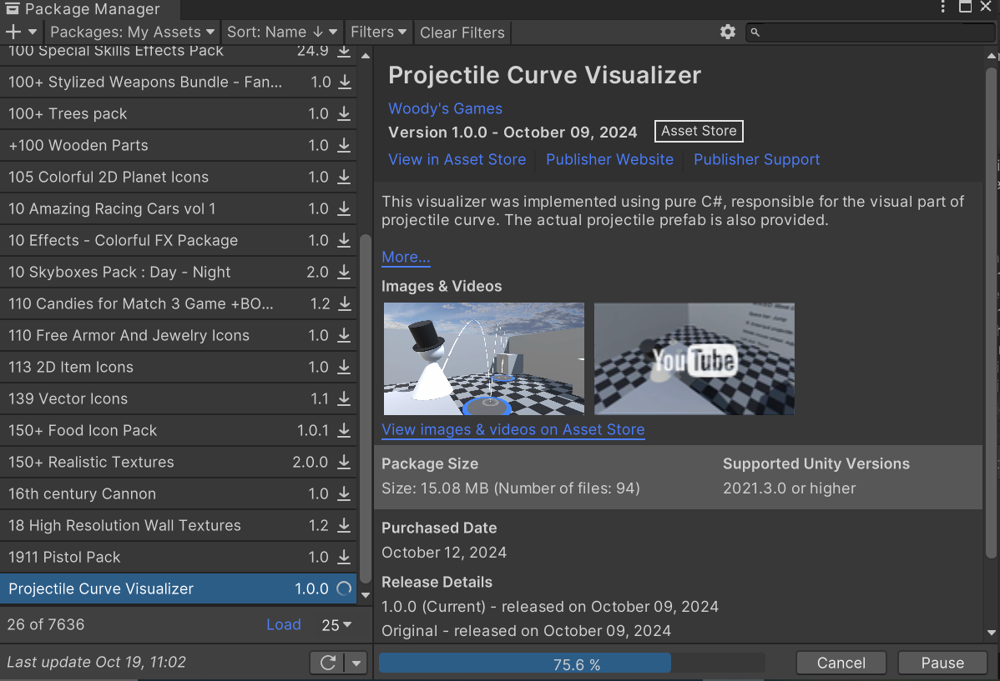 Package Manager
Packages: My Assets
Sort: Name ↓
Filters
Clear Filters
100 Special Skills Effects Pack 24.9
100+ Stylized Weapons Bundle - Fan... 1.0
100+ Trees pack 1.0
+100 Wooden Parts 1.0
105 Colorful 2D Planet Icons 1.0
10 Amazing Racing Cars vol 1 1.0
10 Effects - Colorful FX Package 1.0
10 Skyboxes Pack : Day - Night 2.0
110 Candies for Match 3 Game +BO... 1.2
110 Free Armor And Jewelry Icons 1.0
113 2D Item Icons 1.0
139 Vector Icons 1.1
150+ Food Icon Pack 1.0.1
150+ Realistic Textures 2.0.0
16th century Cannon 1.0
18 High Resolution Wall Textures 1.2
1911 Pistol Pack 1.0
Projectile Curve Visualizer 1.0.0
26 of 7636 Load 25
Last update Oct 19, 11:02
Projectile Curve Visualizer
Woody's Games
Version 1.0.0 - October 09, 2024 Asset Store
View in Asset Store Publisher Website Publisher Support
This visualizer was implemented using pure C#, responsible for the visual part of
projectile curve. The actual projectile prefab is also provided.
More...
Images & Videos
YouTube
View images & videos on Asset Store
Package Size Supported Unity Versions
Size: 15.08 MB (Number of files: 94) 2021.3.0 or higher
Purchased Date
October 12, 2024
Release Details
1.0.0 (Current) - released on October 09, 2024
Original - released on October 09, 2024
75.6 %
Cancel
Pause